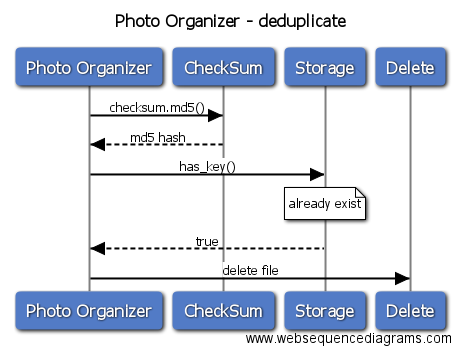 Photo Organizer - deduplicate
Photo Organizer CheckSum Storage Delete
checksum.md5()
md5 hash
has_key()
already exist
true
delete file
Photo Organizer CheckSum Storage Delete
www.websequencediagrams.com